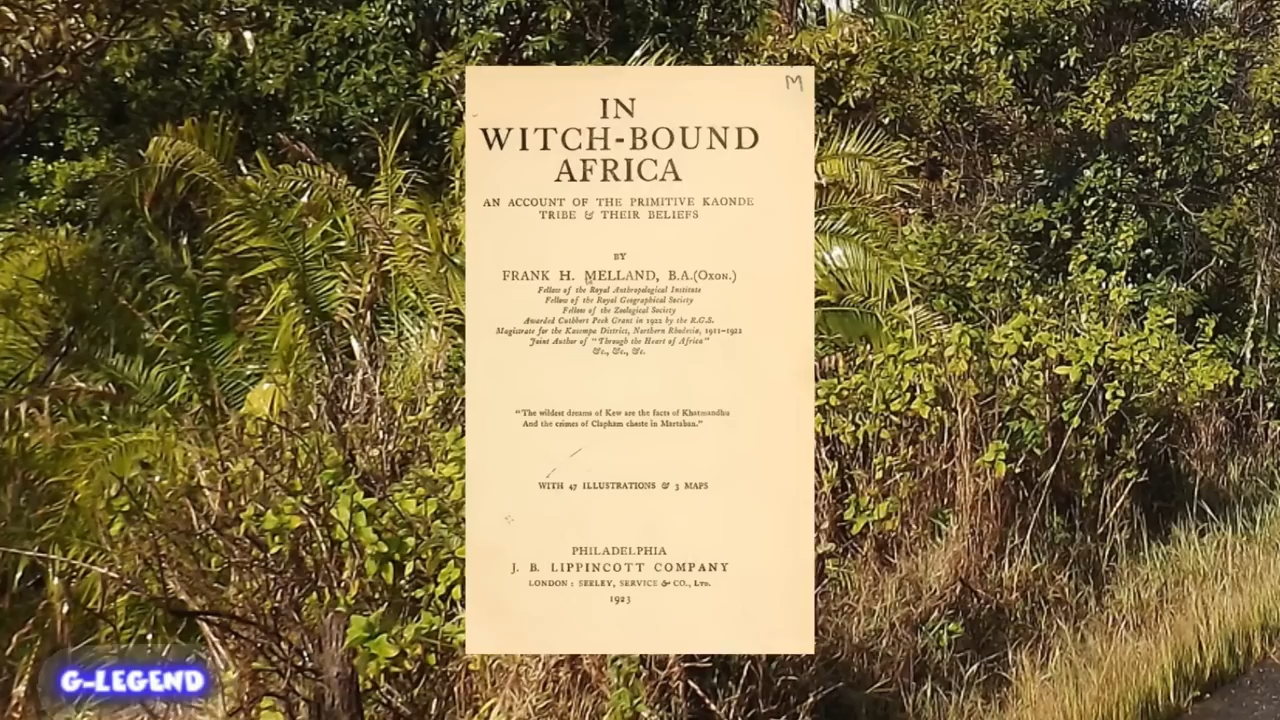 M
IN
WITCH-BOUND
AFRICA
AN ACCOUNT OF THE PRIMITIVE KAONDE
TRIBE & THEIR BELIEFS
BY
FRANK H. MELLAND, B.A.(OXON.)
Fellow of the Royal Anthropological Institute
Fellow of the Royal Geographical Society
Fellow of the Zoological Society
Awarded Cuthbert Peek Grant in 1922 by the R.G.S.
Magistrate for the Kasempa District, Northern Rhodesia, 1911-1922
Joint Author of "Through the Heart of Africa"
&c., &c., &c.
"The wildest dreams of Kew are the facts of Khatmandhu
And the crimes of Clapham chaste in Martaban."
WITH 47 ILLUSTRATIONS & 3 MAPS
PHILADELPHIA
J. B. LIPPINCOTT COMPANY
LONDON: SEELEY, SERVICE & CO., LTD.
1923
G-LEGEND